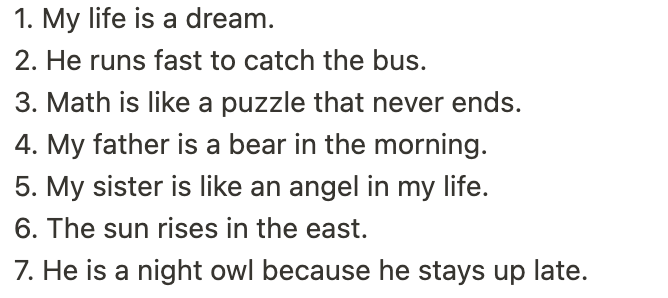 1. My life is a dream.
2. He runs fast to catch the bus.
3. Math is like a puzzle that never ends.
4. My father is a bear in the morning.
5. My sister is like an angel in my life.
6. The sun rises in the east.
7. He is a night owl because he stays up late.